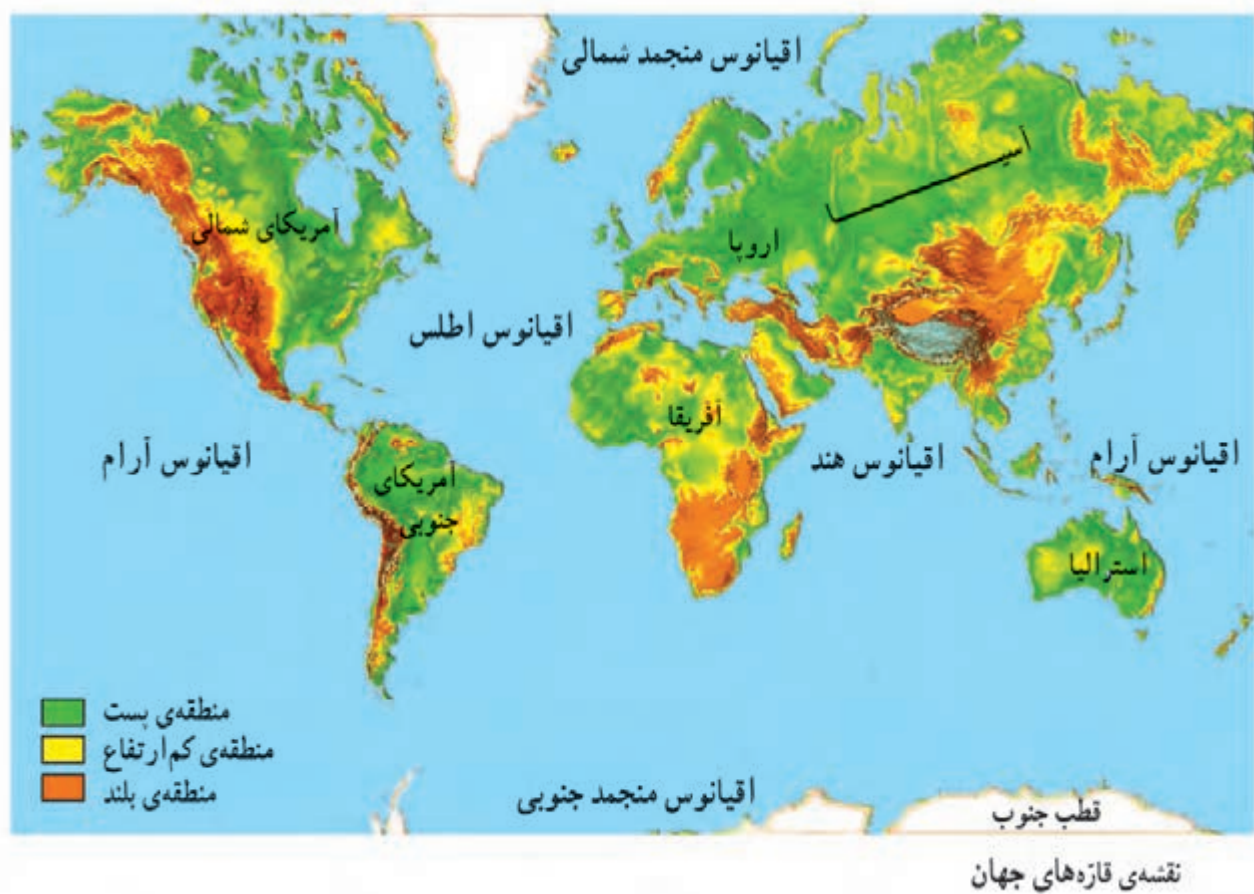 اقیانوس منجمد شمالی
آسیا
آمریکای شمالی
اروپا
اقیانوس اطلس
آفریقا
اقیانوس آرام
آمریکای
جنوبی
اقیانوس هند
اقیانوس آرام
استرالیا
منطقه‌ی پست
منطقه‌ی کم‌ارتفاع
منطقه‌ی بلند
اقیانوس منجمد جنوبی
قطب جنوب
نقشه‌ی قاره‌های جهان